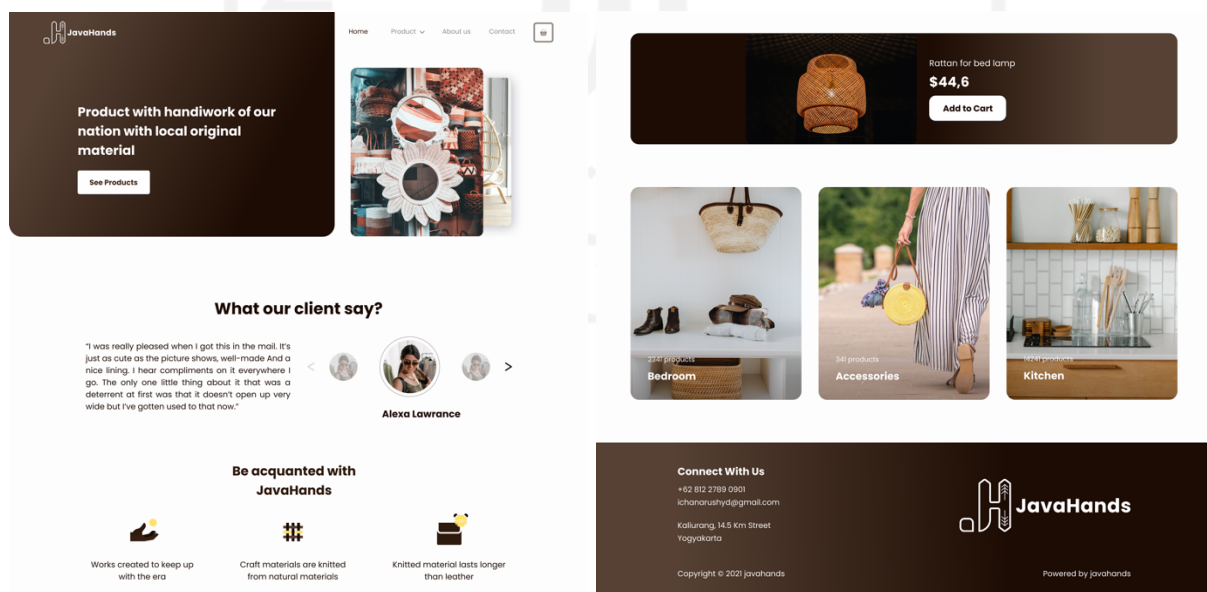 JavaHands
Home
Product
About us
Contact
Product with handiwork of our
nation with local original
material
See Products
What our client say?
“I was really pleased when I got this in the mail. It’s
just as cute as the picture shows, well-made And a
nice lining. I hear compliments on it everywhere I
go. The only one little thing about it that was a
deterrent at first was that it doesn’t open up very
wide but I’ve gotten used to that now.”
Alexa Lawrance
Be acquanted with
JavaHands
Works created to keep up
with the era
Craft materials are knitted
from natural materials
Knitted material lasts longer
than leather
Rattan for bed lamp
$44,6
Add to Cart
2341 products
Bedroom
341 products
Accessories
14241 products
Kitchen
Connect With Us
+62 812 2789 0901
ichanarushyd@gmail.com
Kaliurang, 14.5 Km Street
Yogyakarta
Copyright © 2021 javahands
JavaHands
Powered by javahands